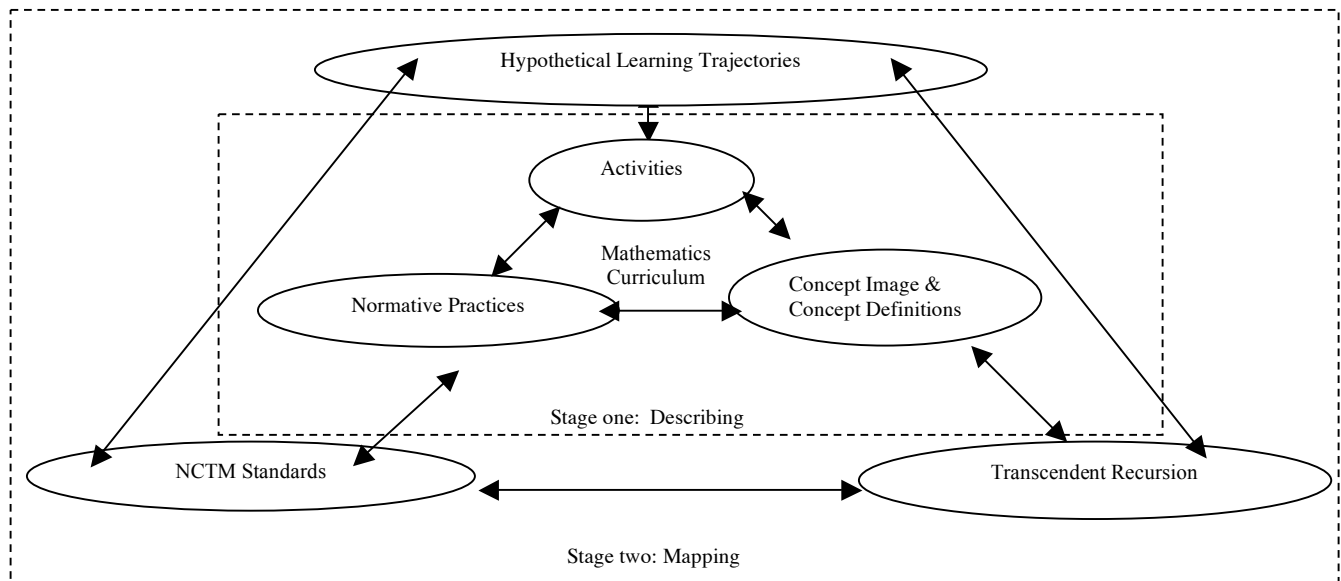 Hypothetical Learning Trajectories
Activities
Mathematics
Curriculum
Normative Practices
Concept Image &
Concept Definitions
Stage one:  Describing
NCTM Standards
Transcendent Recursion
Stage two: Mapping